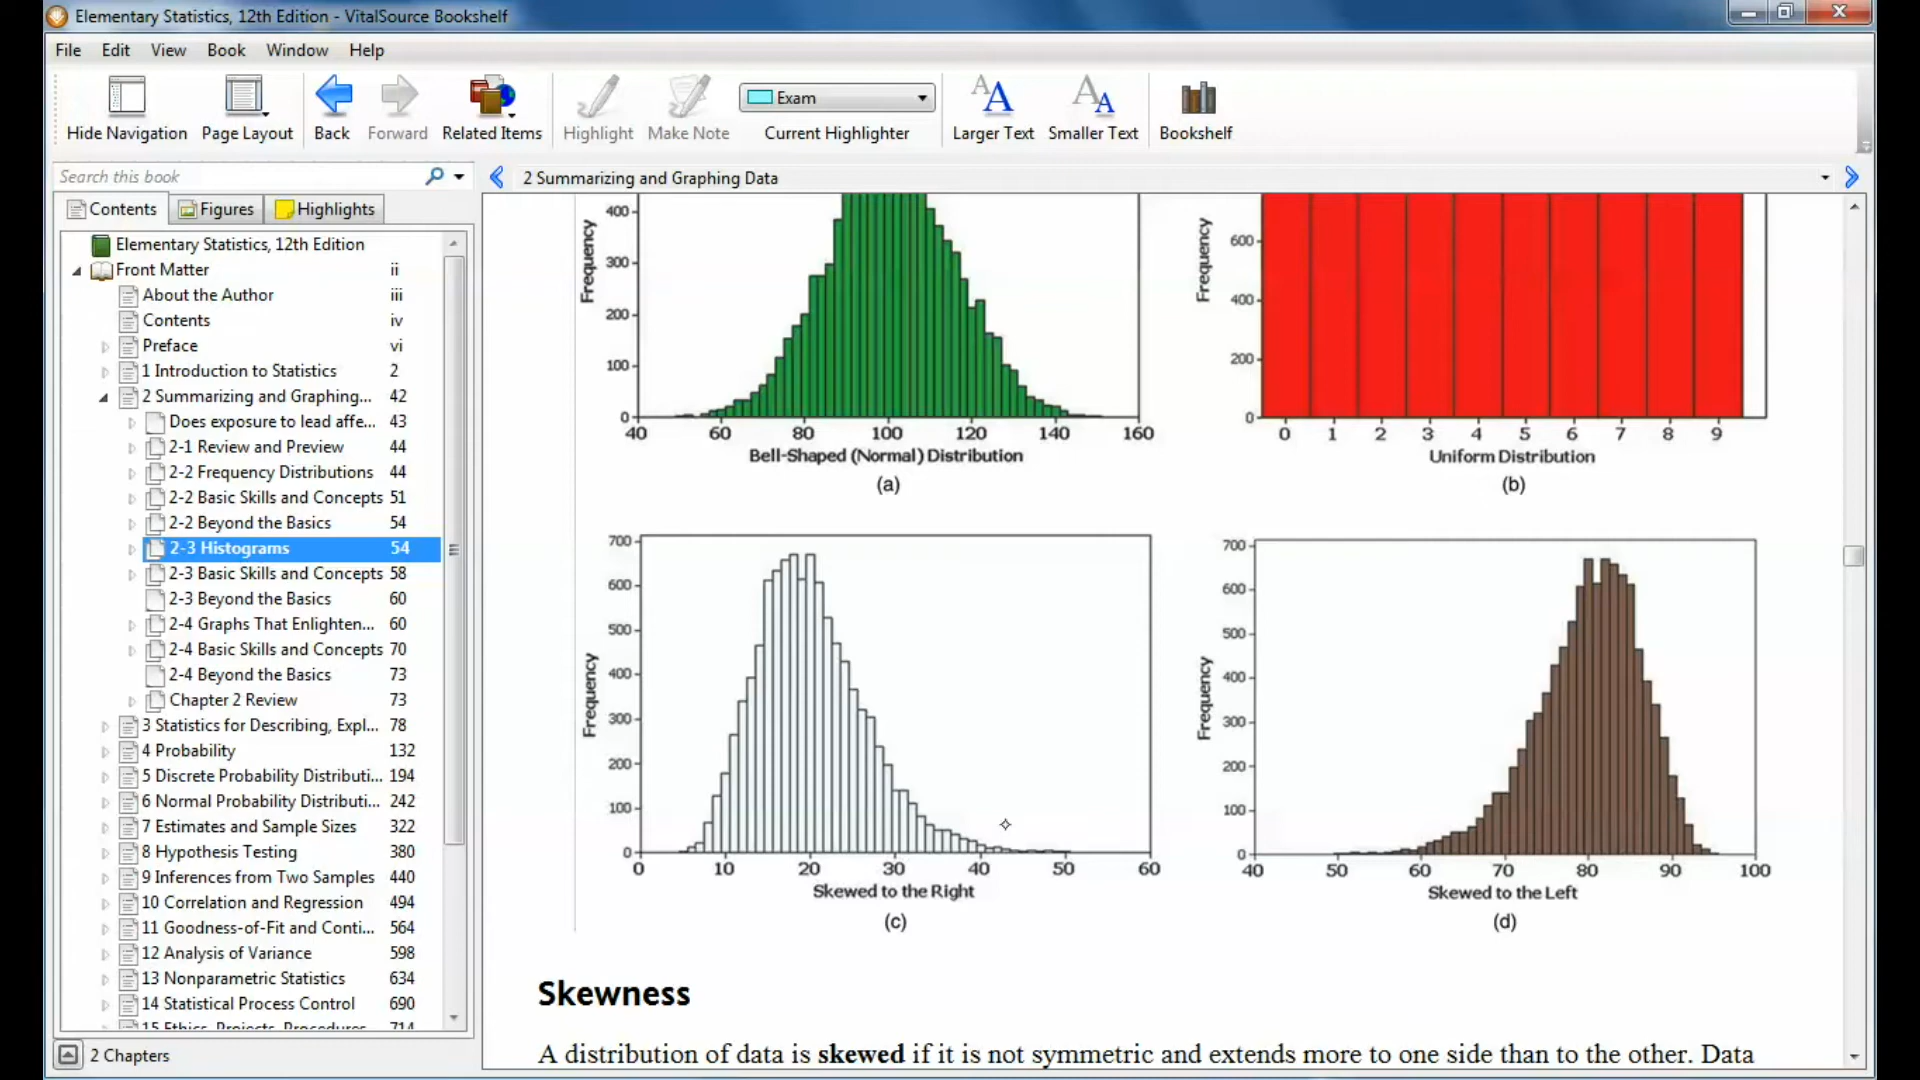 Elementary Statistics, 12th Edition - VitalSource Bookshelf
File Edit View Book Window Help
Hide Navigation Page Layout Back Forward Related Items Highlight Make Note Exam Current Highlighter Larger Text Smaller Text Bookshelf
Search this book
2 Summarizing and Graphing Data
Contents Figures Highlights
Elementary Statistics, 12th Edition
Front Matter ii
About the Author iii
Contents iv
Preface vi
1 Introduction to Statistics 2
2 Summarizing and Graphing... 42
Does exposure to lead affe... 43
2-1 Review and Preview 44
2-2 Frequency Distributions 44
2-2 Basic Skills and Concepts 51
2-2 Beyond the Basics 54
2-3 Histograms 54
2-3 Basic Skills and Concepts 58
2-3 Beyond the Basics 60
2-4 Graphs That Enlighten... 60
2-4 Basic Skills and Concepts 70
2-4 Beyond the Basics 73
Chapter 2 Review 73
3 Statistics for Describing, Expl... 78
4 Probability 132
5 Discrete Probability Distributi... 194
6 Normal Probability Distributi... 242
7 Estimates and Sample Sizes 322
8 Hypothesis Testing 380
9 Inferences from Two Samples 440
10 Correlation and Regression 494
11 Goodness-of-Fit and Conti... 564
12 Analysis of Variance 598
13 Nonparametric Statistics 634
14 Statistical Process Control 690
15 Ethics, Projects, Procedures 714
2 Chapters
Frequency
400
300
200
100
0
40 60 80 100 120 140 160
Bell-Shaped (Normal) Distribution
(a)
Frequency
600
400
200
0
0 1 2 3 4 5 6 7 8 9
Uniform Distribution
(b)
Frequency
700
600
500
400
300
200
100
0
0 10 20 30 40 50 60
Skewed to the Right
(c)
Frequency
700
600
500
400
300
200
100
0
40 50 60 70 80 90 100
Skewed to the Left
(d)
Skewness
A distribution of data is skewed if it is not symmetric and extends more to one side than to the other. Data